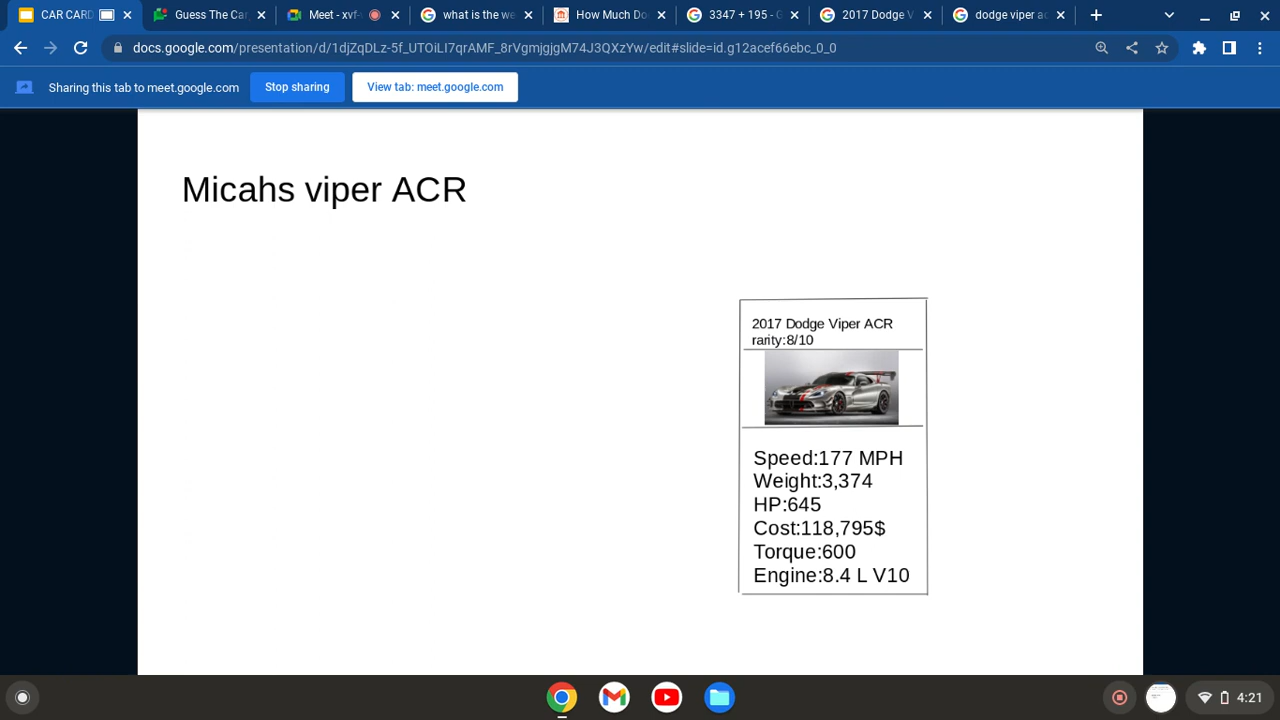 CAR CARD
Guess The Car
Meet - xvf-v
what is the we
How Much Do
3347 + 195 - G
2017 Dodge V
dodge viper ac
docs.google.com/presentation/d/1djZqDLz-5f_UTOiLI7qrAMF_8rVgmjgjgM74J3QXzYw/edit#slide=id.g12acef66ebc_0_0
Sharing this tab to meet.google.com
Stop sharing
View tab: meet.google.com
Micahs viper ACR
2017 Dodge Viper ACR
rarity:8/10
Speed:177 MPH
Weight:3,374
HP:645
Cost:118,795$
Torque:600
Engine:8.4 L V10
4:21